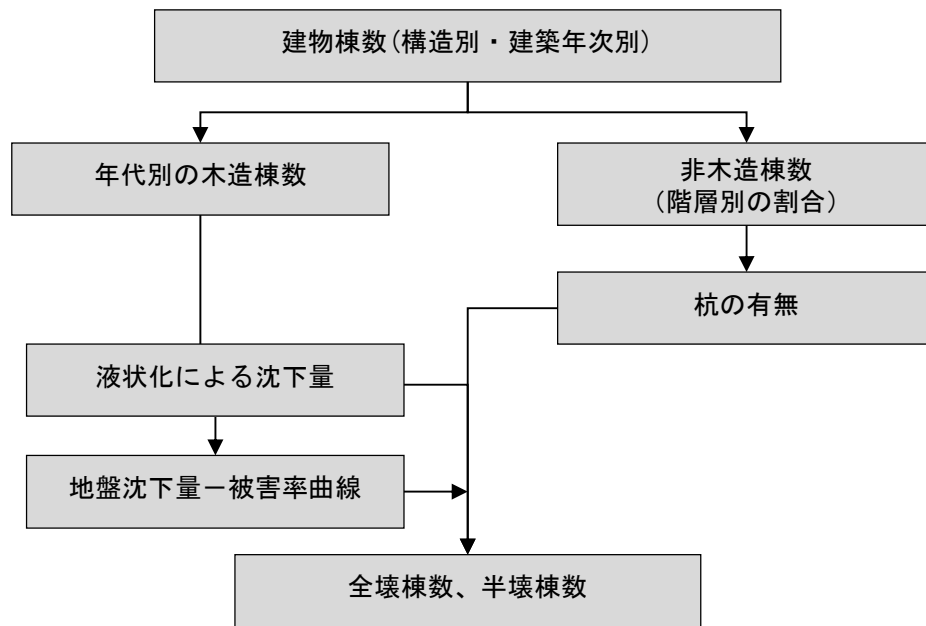 建物棟数(構造別・建築年次別)
年代別の木造棟数
非木造棟数
（階層別の割合）
杭の有無
液状化による沈下量
地盤沈下量－被害率曲線
全壊棟数、半壊棟数